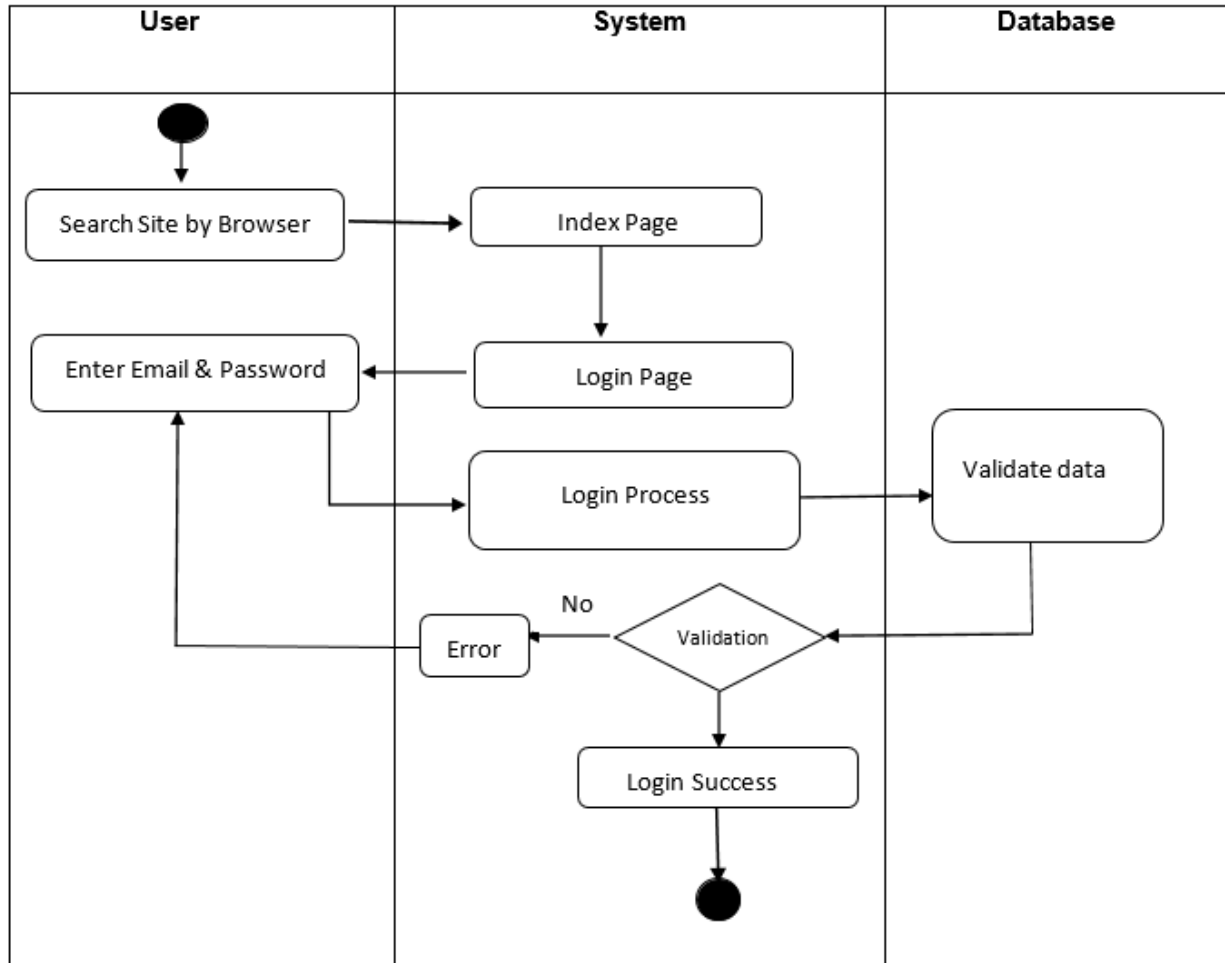 User
System
Database
Search Site by Browser
Index Page
Enter Email & Password
Login Page
Login Process
Validate data
No
Validation
Error
Login Success